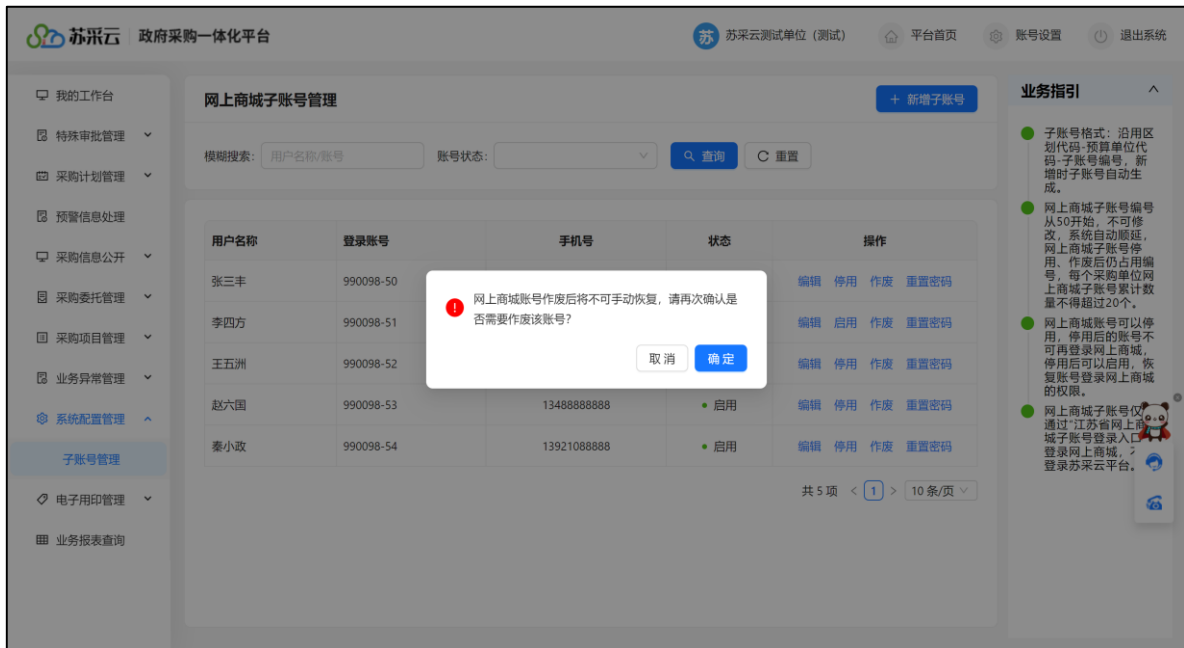 苏采云 政府采购一体化平台
苏 苏采云测试单位（测试） 平台首页 账号设置 退出系统
我的工作台
特殊审批管理
采购计划管理
预警信息处理
采购信息公开
采购委托管理
采购项目管理
业务异常管理
系统配置管理
子账号管理
电子用印管理
业务报表查询
网上商城子账号管理 + 新增子账号
模糊搜索: 用户名称/账号 账号状态: 查询 重置
用户名称 登录账号 手机号 状态 操作
张三丰 990098-50 编辑 停用 作废 重置密码
李四方 990098-51 编辑 启用 作废 重置密码
王五洲 990098-52 编辑 停用 作废 重置密码
赵六国 990098-53 13488888888 启用 编辑 停用 作废 重置密码
秦小政 990098-54 13921088888 启用 编辑 停用 作废 重置密码
共 5 项 < 1 > 10 条/页
网上商城账号作废后将不可手动恢复，请再次确认是
否需要作废该账号？
取 消 确 定
业务指引
子账号格式：沿用区
划代码-预算单位代
码-子账号编号，新
增时子账号自动生
成。
网上商城子账号编号
从50开始，不可修
改，系统自动顺延，
网上商城子账号停
用、作废后仍占用编
号，每个采购单位网
上商城子账号累计数
量不得超过20个。
网上商城账号可以停
用，停用后的账号不
可再登录网上商城，
停用后可以启用，恢
复账号登录网上商城
的权限。
网上商城子账号仅
通过“江苏省网上商
城子账号登录入口
登录网上商城，
登录苏采云平台。